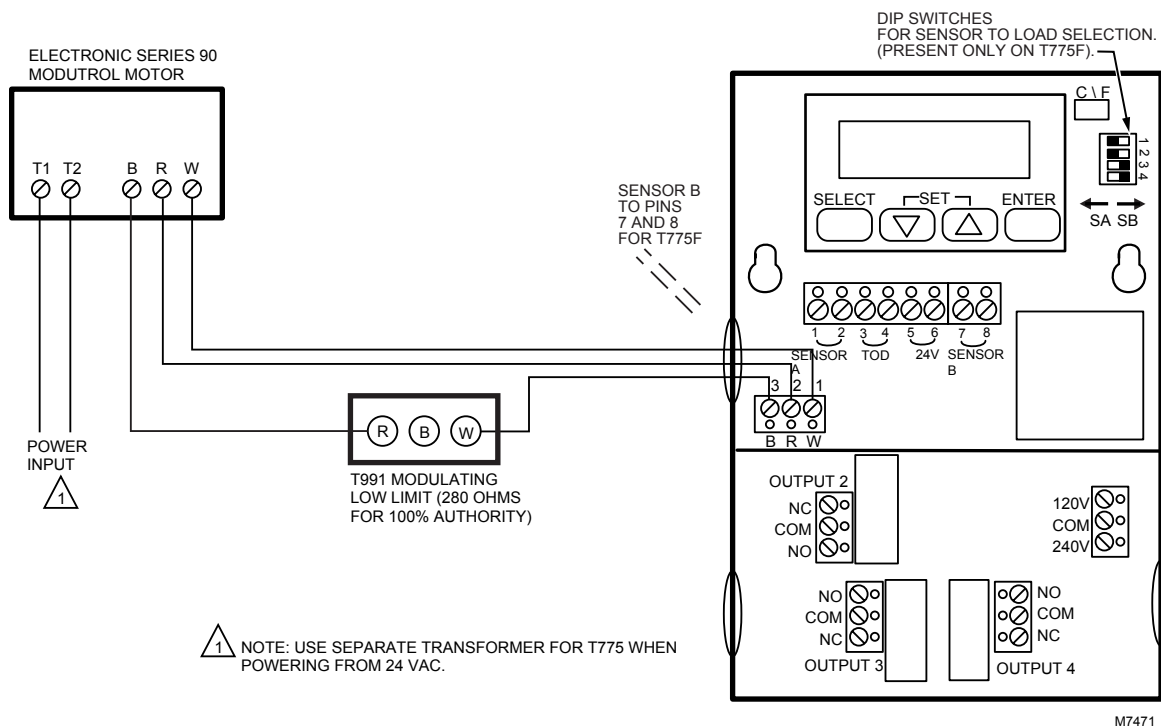 DIP SWITCHES
FOR SENSOR TO LOAD SELECTION.
(PRESENT ONLY ON T775F).
ELECTRONIC SERIES 90
MODUTROL MOTOR
T1 T2 B R W
C \ F
1
2
3
4
SELECT SET ENTER
SA SB
SENSOR B
TO PINS
7 AND 8
FOR T775F
1 2 3 4 5 6 7 8
SENSOR
A
TOD
24V
SENSOR
B
3 2 1
B R W
R B W
POWER
INPUT
1
T991 MODULATING
LOW LIMIT (280 OHMS
FOR 100% AUTHORITY)
OUTPUT 2
NC
COM
NO
120V
COM
240V
NO
COM
NC
OUTPUT 3
NO
COM
NC
OUTPUT 4
1 NOTE: USE SEPARATE TRANSFORMER FOR T775 WHEN
POWERING FROM 24 VAC.
M7471